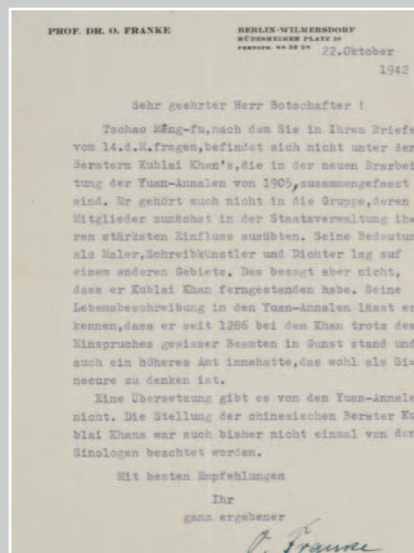 PROF. DR. O. FRANKE
BERLIN-WILMERSDORF
RÜDESHEIMER PLATZ
22.Oktober
1942
Sehr geehrter Herr Botschafter !
Tschao Mêng-fu,nach dem Sie in Ihrem Briefe
vom 14.d.M.fragen,befindet sich nicht unter den
Beratern Kublai Khan's,die in der neuen Erarbei
tung der Yuan-Annalen von 1905,zusammengefasst
sind. Er gehört auch nicht in die Gruppe,deren
Mitglieder zunächst in der Staatsverwaltung ih
ren stärksten Einfluss ausübten. Seine Bedeutun
als Maler,Schreibkünstler und Dichter lag auf
einem anderen Gebiete. Das besagt aber nicht,
dass er Kublai Khan ferngestanden habe. Seine
Lebensbeschreibung in den Yuan-Annalen lässt er
kennen,dass er seit 1286 bei dem Khan trotz des
Einspruches gewisser Beamten in Gunst stand und
auch ein höheres Amt innehatte,das wohl als Si-
necure zu denken ist.
Eine Übersetzung gibt es von den Yuan-Annale
nicht. Die Stellung der chinesischen Berater Ku
blai Khans war auch bisher nicht einmal von den
Sinologen beachtet worden.
Mit besten Empfehlungen
Ihr
ganz ergebener
O. Franke